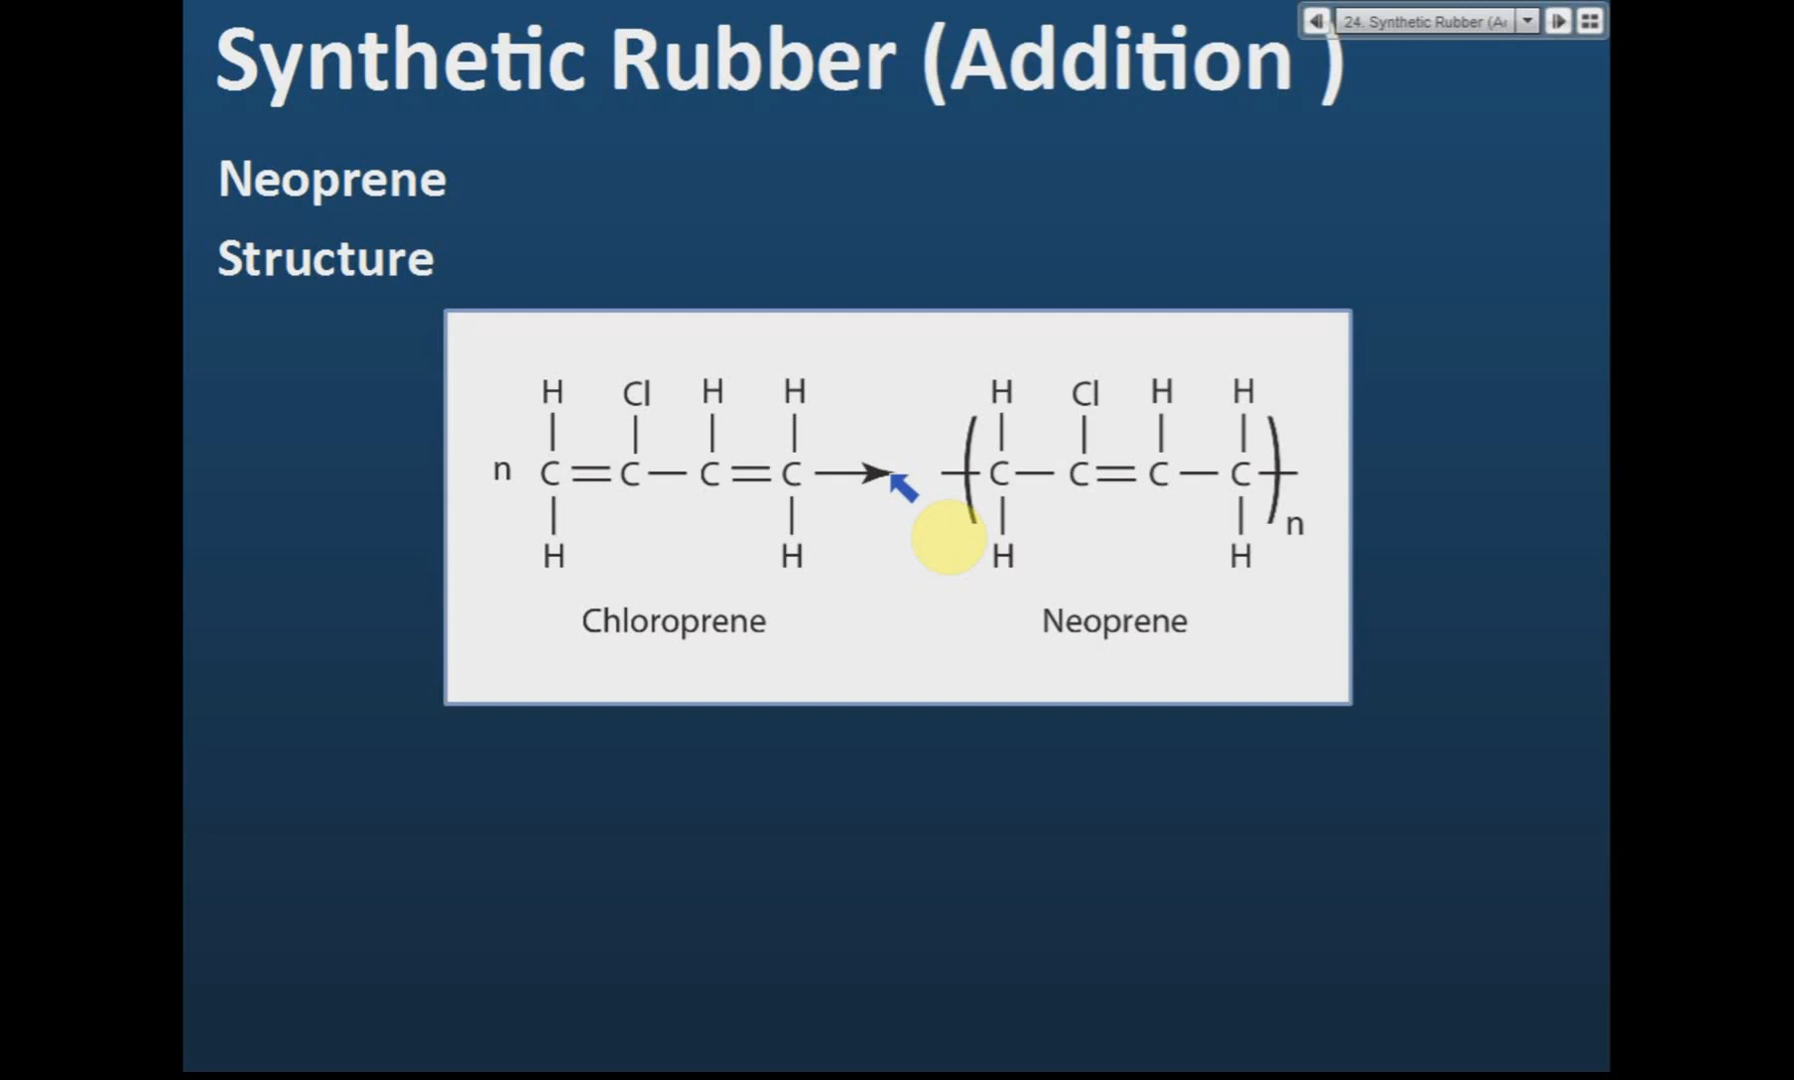 24. Synthetic Rubber (A
Synthetic Rubber (Addition )
Neoprene
Structure
H Cl H H H Cl H H
n C = C — C = C → ( C — C = C — C ) n
H H H H
Chloroprene Neoprene